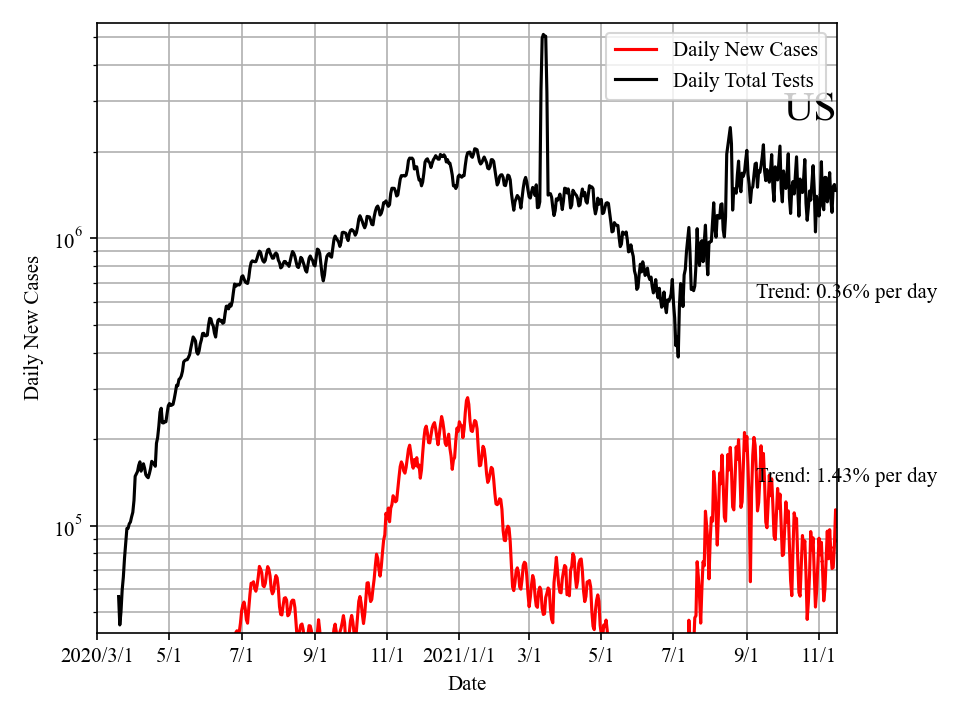 Daily New Cases
Daily Total Tests
US
10^6
Trend: 0.36% per day
Daily New Cases
Trend: 1.43% per day
10^5
2020/3/1 5/1 7/1 9/1 11/1 2021/1/1 3/1 5/1 7/1 9/1 11/1
Date